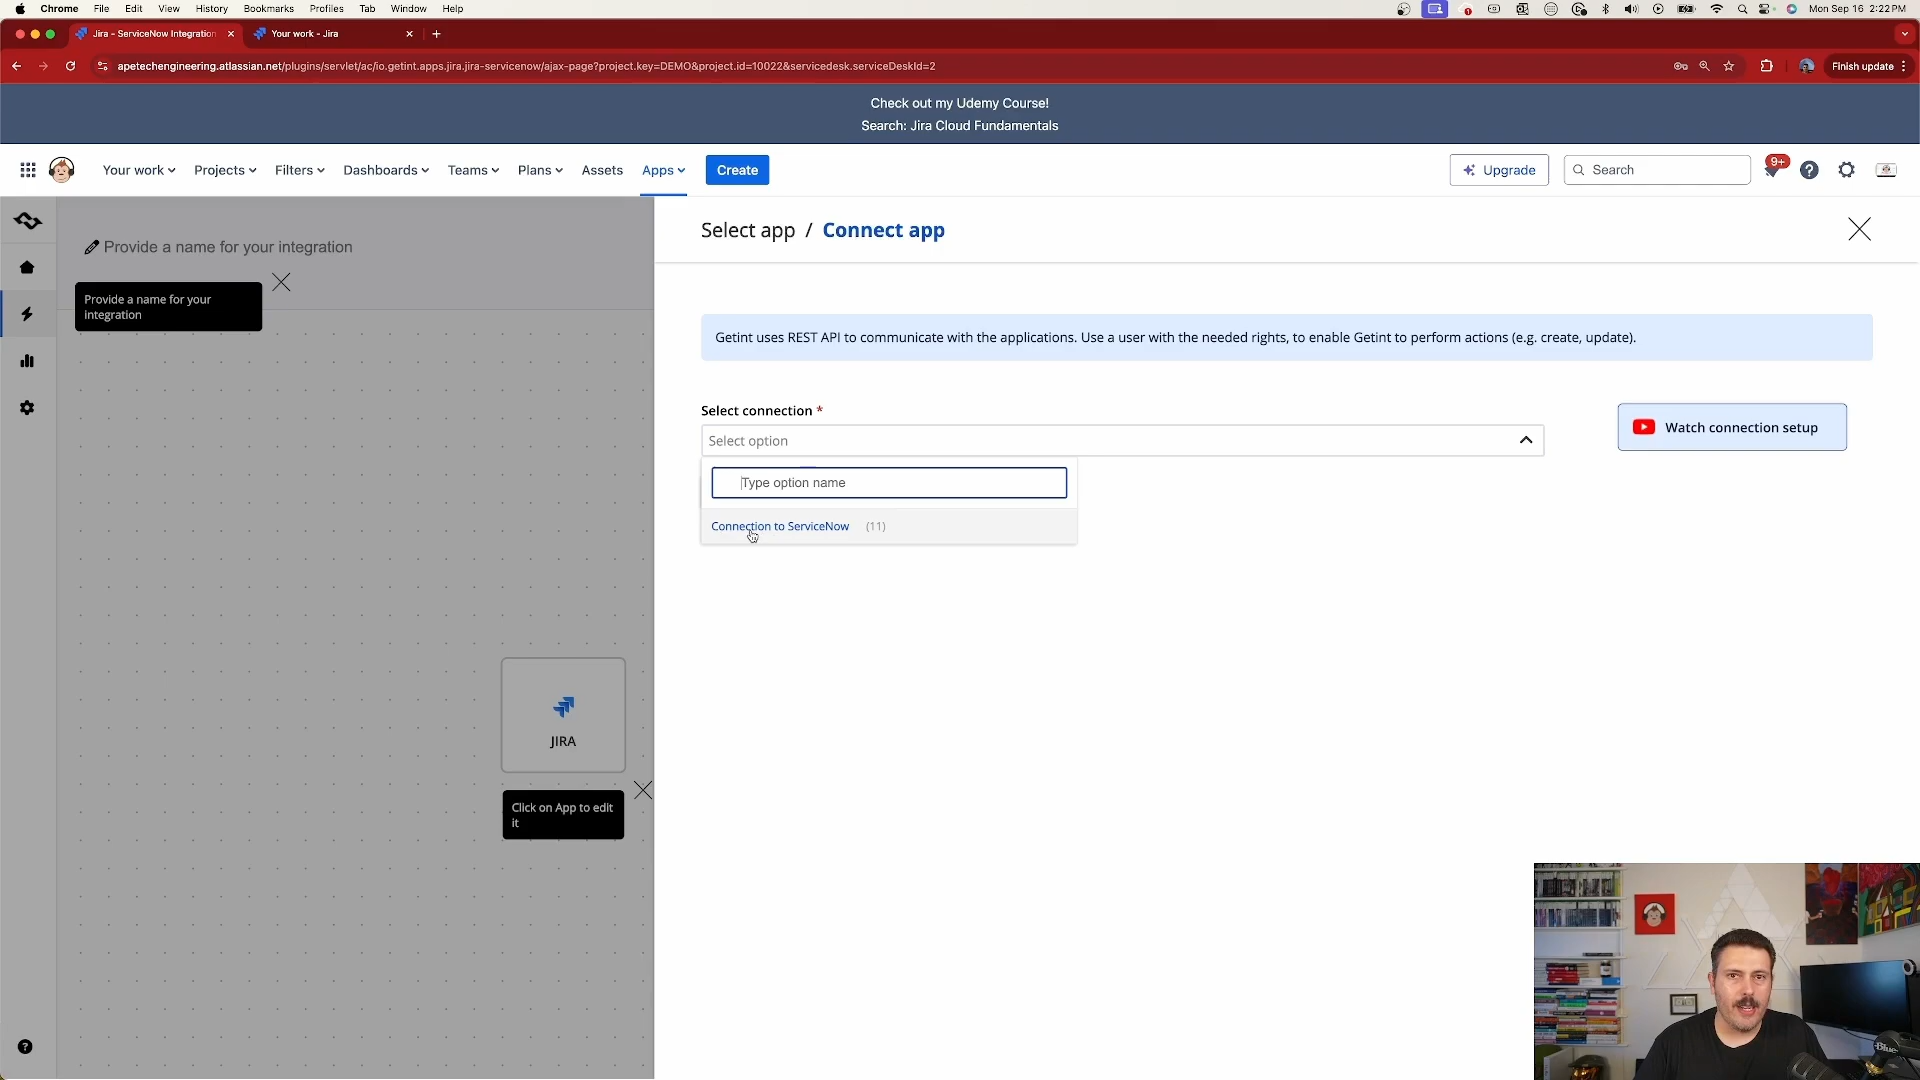 Chrome File Edit View History Bookmarks Profiles Tab Window Help
Mon Sep 16 2:22 PM
Jira - ServiceNow Integration
Your work - Jira
apetechengineering.atlassian.net/plugins/servlet/ac/io.getint.apps.jira.jira-servicenow/ajax-page?project.key=DEMO&project.id=10022&servicedesk.serviceDeskId=2
Finish update
Check out my Udemy Course!
Search: Jira Cloud Fundamentals
Your work Projects Filters Dashboards Teams Plans Assets Apps Create
Upgrade
Search
9+
Provide a name for your integration
Provide a name for your
integration
Select app / Connect app
Getint uses REST API to communicate with the applications. Use a user with the needed rights, to enable Getint to perform actions (e.g. create, update).
Select connection *
Select option
Watch connection setup
Type option name
Connection to ServiceNow (11)
JIRA
Click on App to edit
it
Blue